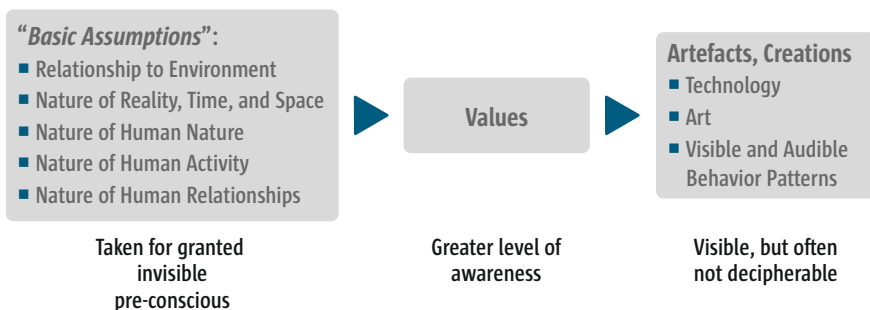 “Basic Assumptions”:
■ Relationship to Environment
■ Nature of Reality, Time, and Space
■ Nature of Human Nature
■ Nature of Human Activity
■ Nature of Human Relationships
Taken for granted
invisible
pre-conscious
Values
Greater level of
awareness
Artefacts, Creations
■ Technology
■ Art
■ Visible and Audible
Behavior Patterns
Visible, but often
not decipherable